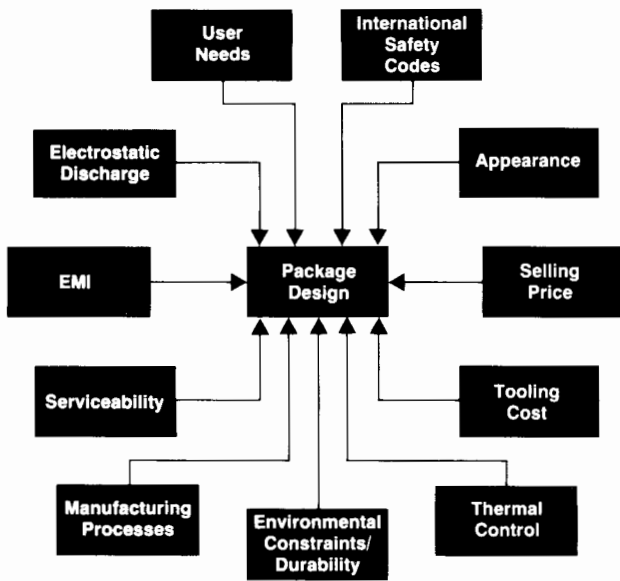 User
Needs
International
Safety
Codes
Electrostatic
Discharge
Appearance
EMI
Package
Design
Selling
Price
Serviceability
Tooling
Cost
Manufacturing
Processes
Environmental
Constraints/
Durability
Thermal
Control